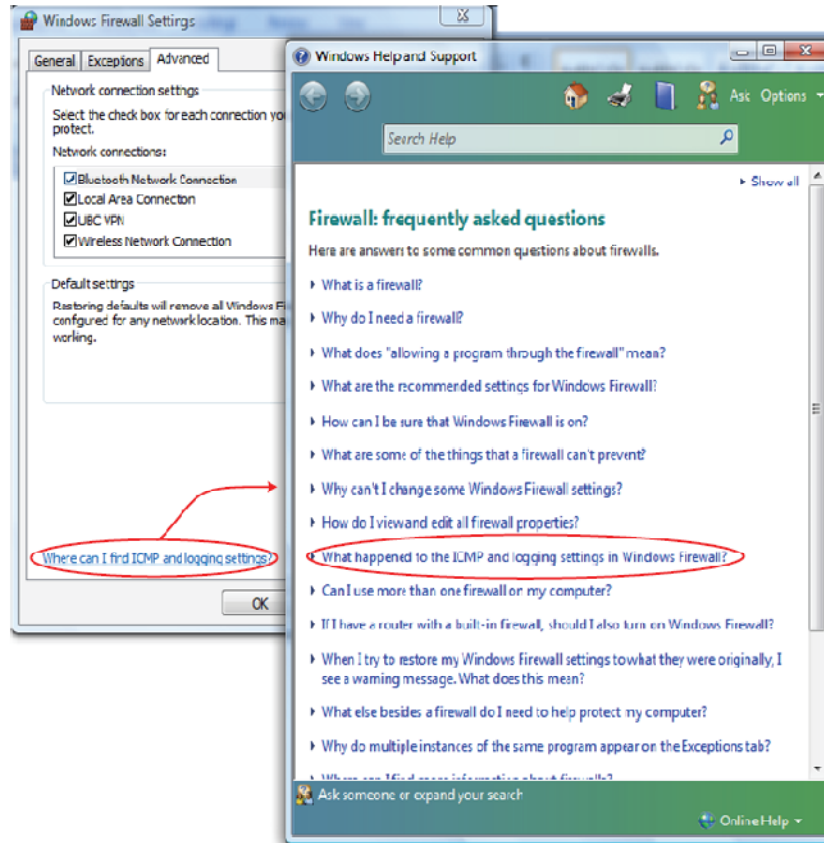 Windows Firewall Settings
General
Exceptions
Advanced
Network connection settings
Select the check box for each connection you
protect.
Network connections:
Bluetooth Network Connection
Local Area Connection
UBC VPN
Wireless Network Connection
Default settings
Restoring defaults will remove all Windows Fi
configured for any network location. This ma
working.
Where can I find ICMP and logging settings?
OK
Windows Help and Support
Ask
Options
Search Help
Show all
Firewall: frequently asked questions
Here are answers to some common questions about firewalls.
What is a firewall?
Why do I need a firewall?
What does "allowing a program through the firewall" mean?
What are the recommended settings for Windows Firewall?
How can I be sure that Windows Firewall is on?
What are some of the things that a firewall can't prevent?
Why can't I change some Windows Firewall settings?
How do I view and edit all firewall properties?
What happened to the ICMP and logging settings in Windows Firewall?
Can I use more than one firewall on my computer?
If I have a router with a built-in firewall, should I also turn on Windows Firewall?
When I try to restore my Windows Firewall settings to what they were originally, I
see a warning message. What does this mean?
What else besides a firewall do I need to help protect my computer?
Why do multiple instances of the same program appear on the Exceptions tab?
Where can I find more information about firewalls?
Ask someone or expand your search
Online Help